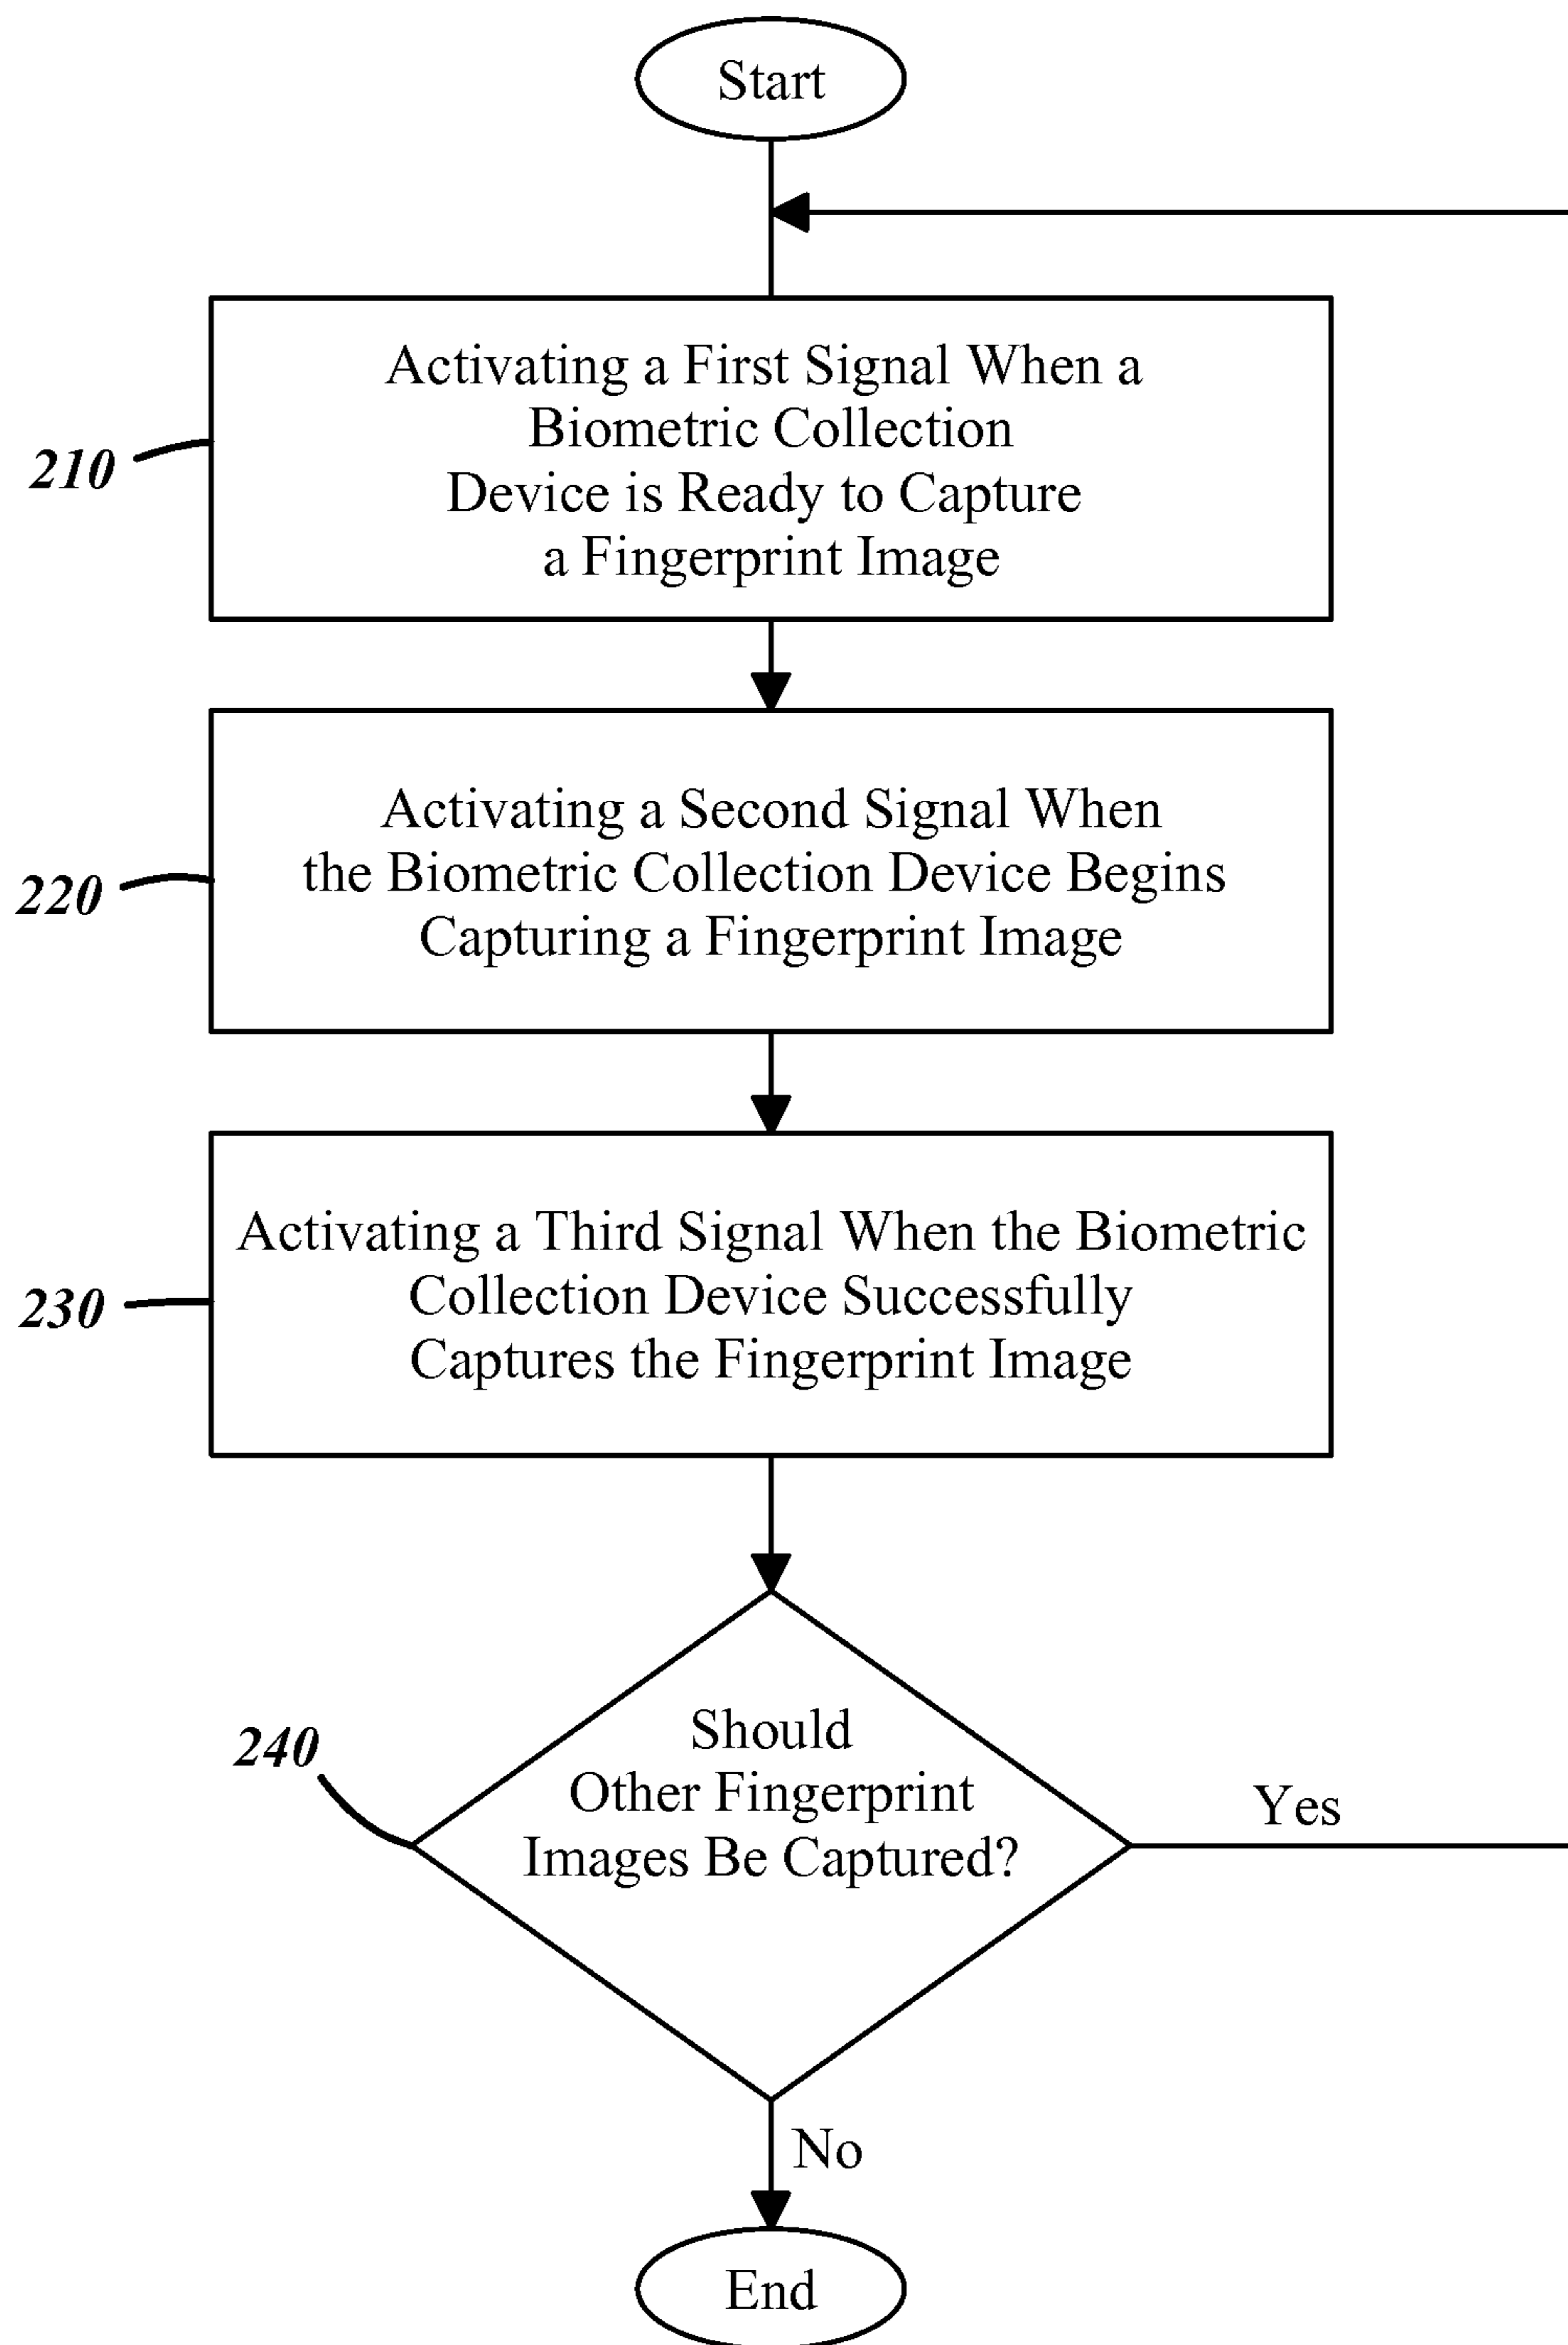 Start
Activating a First Signal When a
Biometric Collection
Device is Ready to Capture
a Fingerprint Image
210
Activating a Second Signal When
the Biometric Collection Device Begins
Capturing a Fingerprint Image
220
Activating a Third Signal When the Biometric
Collection Device Successfully
Captures the Fingerprint Image
230
240
Should
Other Fingerprint
Images Be Captured?
Yes
No
End